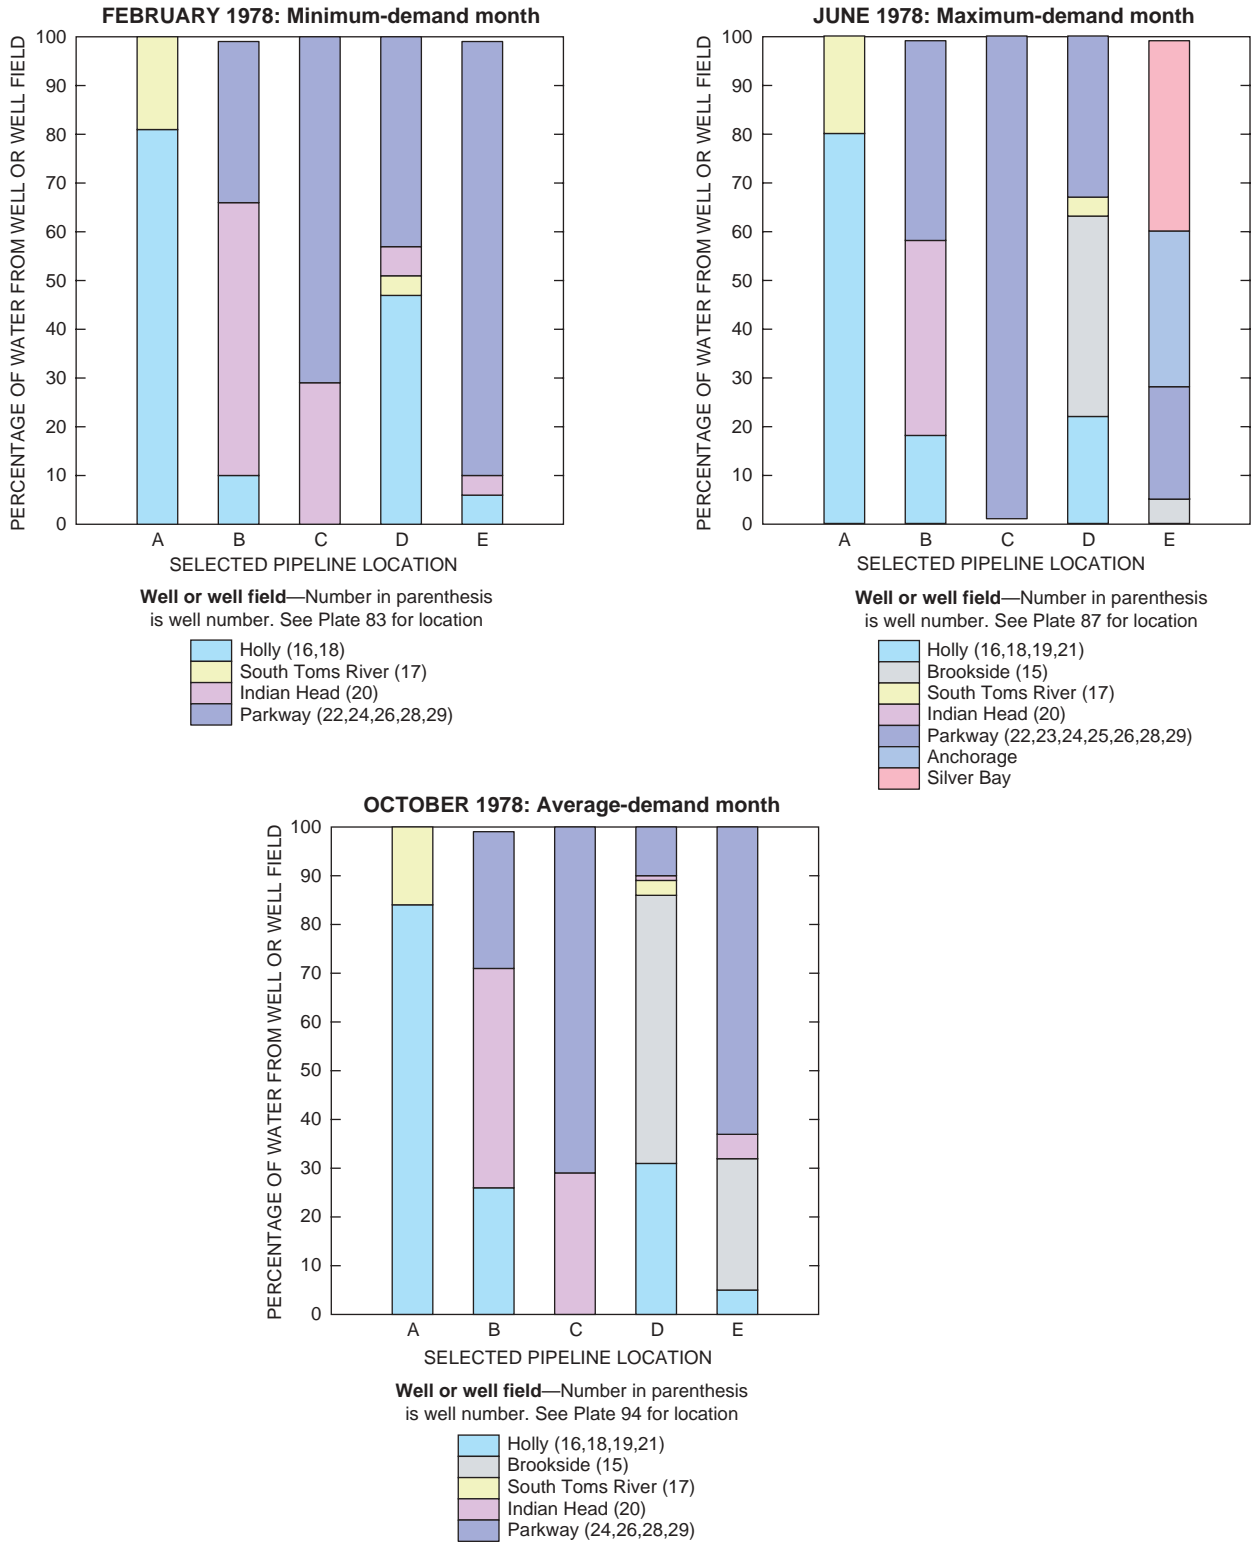 FEBRUARY 1978: Minimum-demand month
PERCENTAGE OF WATER FROM WELL OR WELL FIELD
100
90
80
70
60
50
40
30
20
10
0
A B C D E
SELECTED PIPELINE LOCATION
Well or well field—Number in parenthesis
is well number. See Plate 83 for location
Holly (16,18)
South Toms River (17)
Indian Head (20)
Parkway (22,24,26,28,29)
JUNE 1978: Maximum-demand month
PERCENTAGE OF WATER FROM WELL OR WELL FIELD
100
90
80
70
60
50
40
30
20
10
0
A B C D E
SELECTED PIPELINE LOCATION
Well or well field—Number in parenthesis
is well number. See Plate 87 for location
Holly (16,18,19,21)
Brookside (15)
South Toms River (17)
Indian Head (20)
Parkway (22,23,24,25,26,28,29)
Anchorage
Silver Bay
OCTOBER 1978: Average-demand month
PERCENTAGE OF WATER FROM WELL OR WELL FIELD
100
90
80
70
60
50
40
30
20
10
0
A B C D E
SELECTED PIPELINE LOCATION
Well or well field—Number in parenthesis
is well number. See Plate 94 for location
Holly (16,18,19,21)
Brookside (15)
South Toms River (17)
Indian Head (20)
Parkway (24,26,28,29)